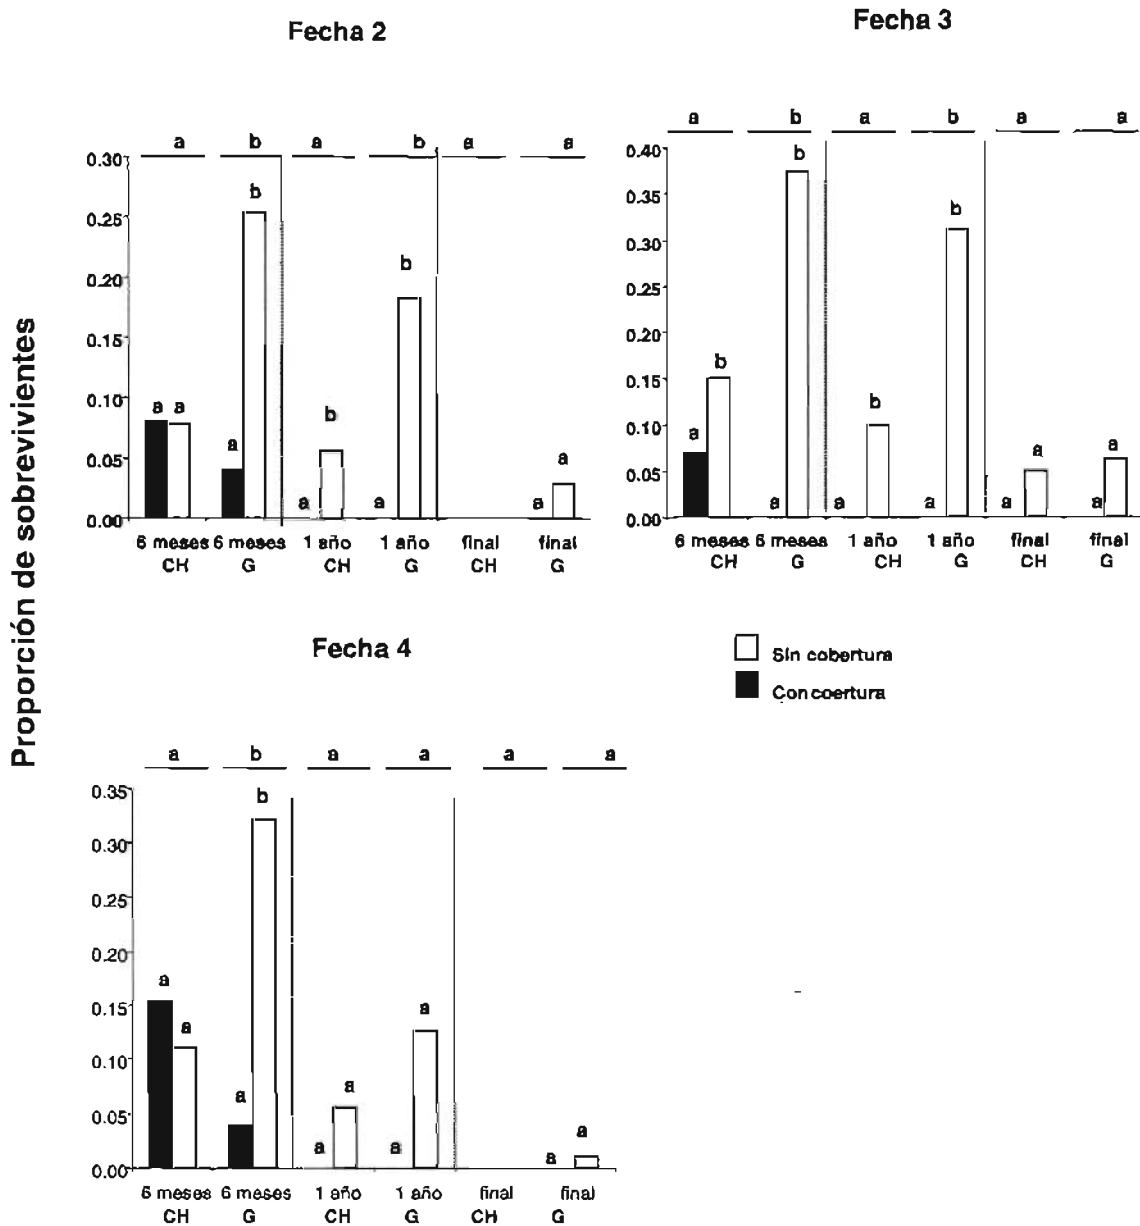 Proporción de sobrevivientes
Fecha 2
a b a b a a
0.30
0.25
0.20
0.15
0.10
0.05
0.00
a a a b a b a b a a
6 meses 6 meses 1 año 1 año final final
CH G CH G CH G
Fecha 3
a b a b a a
0.40
0.35
0.30
0.25
0.20
0.15
0.10
0.05
0.00
a b a b a b a b a a a a
6 meses 6 meses 1 año 1 año final final
CH G CH G CH G
Sin cobertura
Con coertura
Fecha 4
a b a a a a
0.35
0.30
0.25
0.20
0.15
0.10
0.05
0.00
a a a b a a a a a a
6 meses 6 meses 1 año 1 año final final
CH G CH G CH G